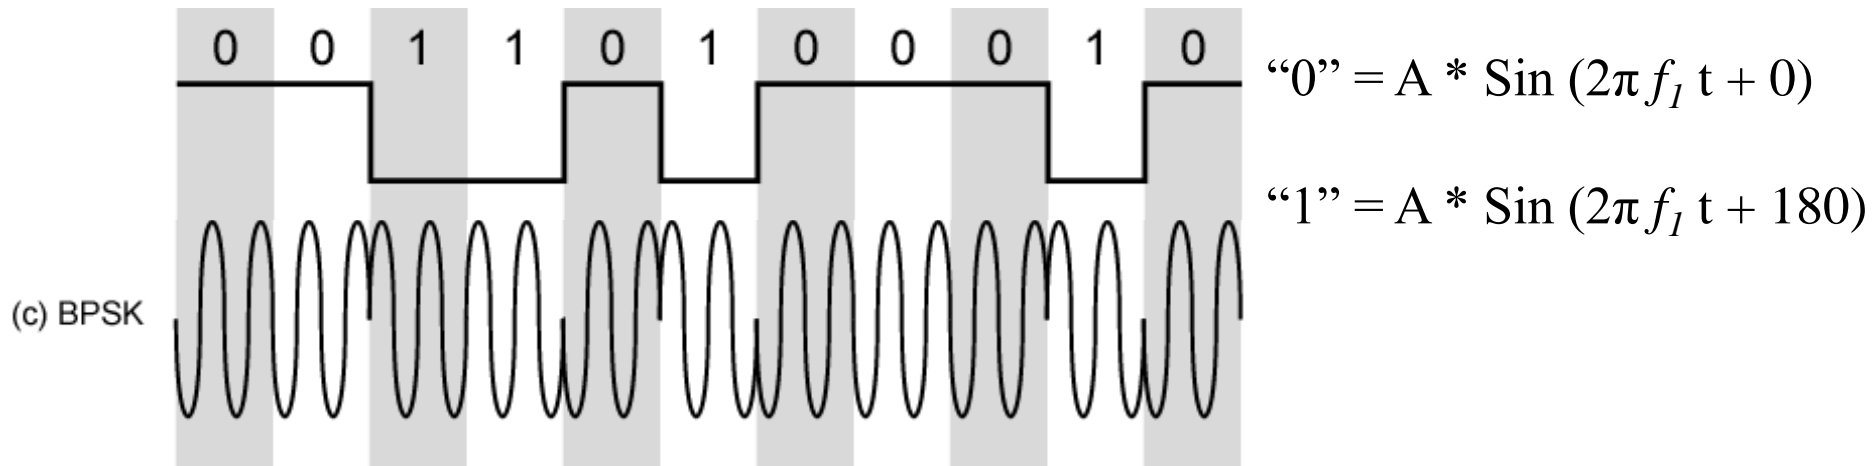 0 0 1 1 0 1 0 0 0 1 0
“0” = A * Sin (2π f₁ t + 0)
“1” = A * Sin (2π f₁ t + 180)
(c) BPSK